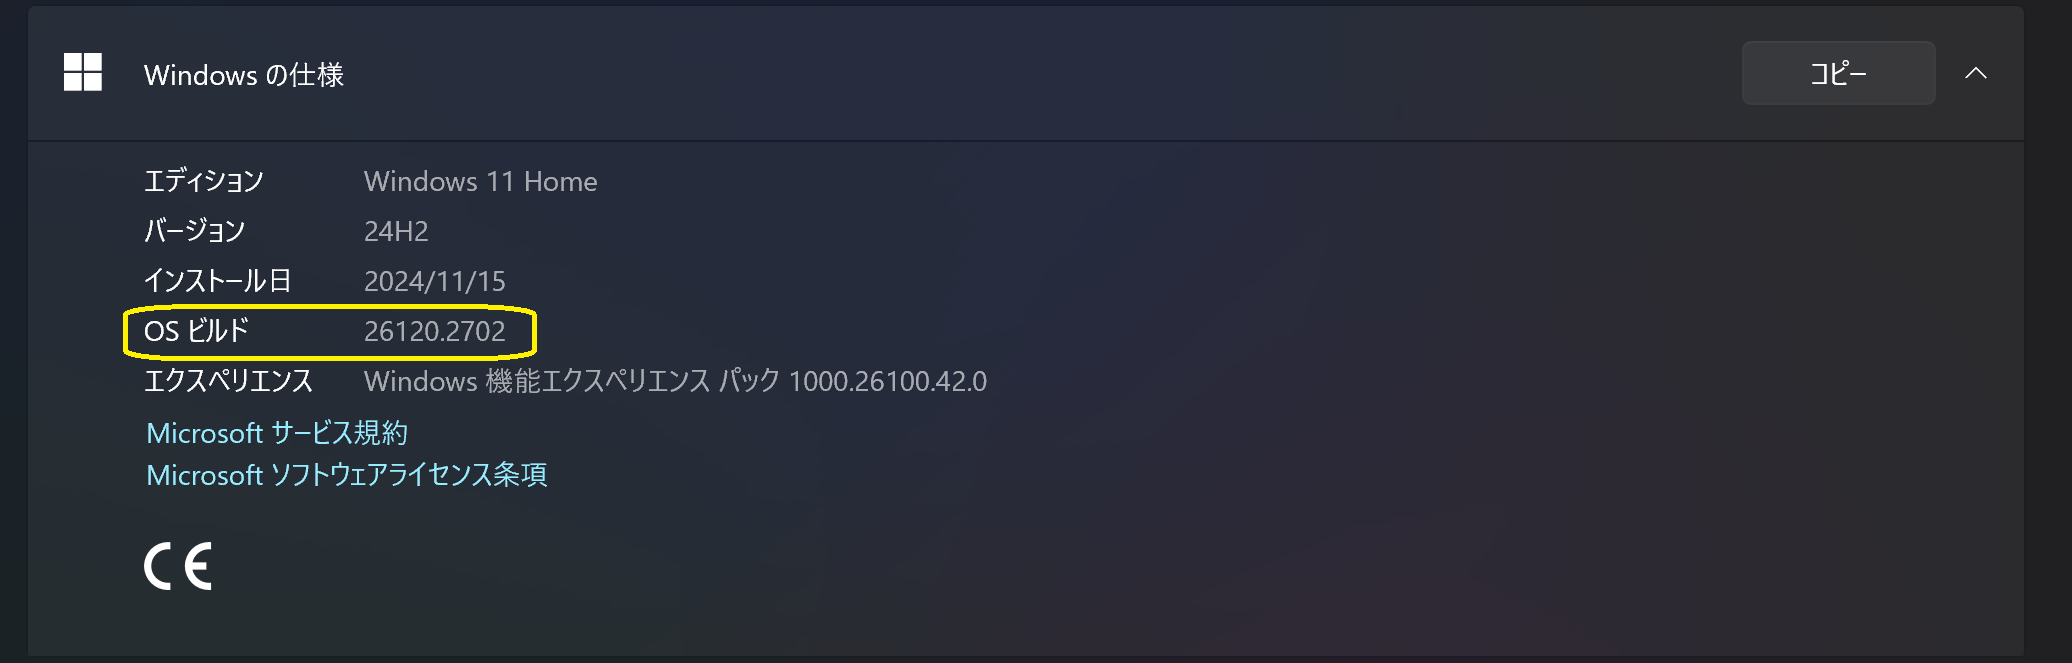 Windows の仕様
コピー
エディション Windows 11 Home
バージョン 24H2
インストール日 2024/11/15
OS ビルド 26120.2702
エクスペリエンス Windows 機能エクスペリエンス パック 1000.26100.42.0
Microsoft サービス規約
Microsoft ソフトウェアライセンス条項
CE